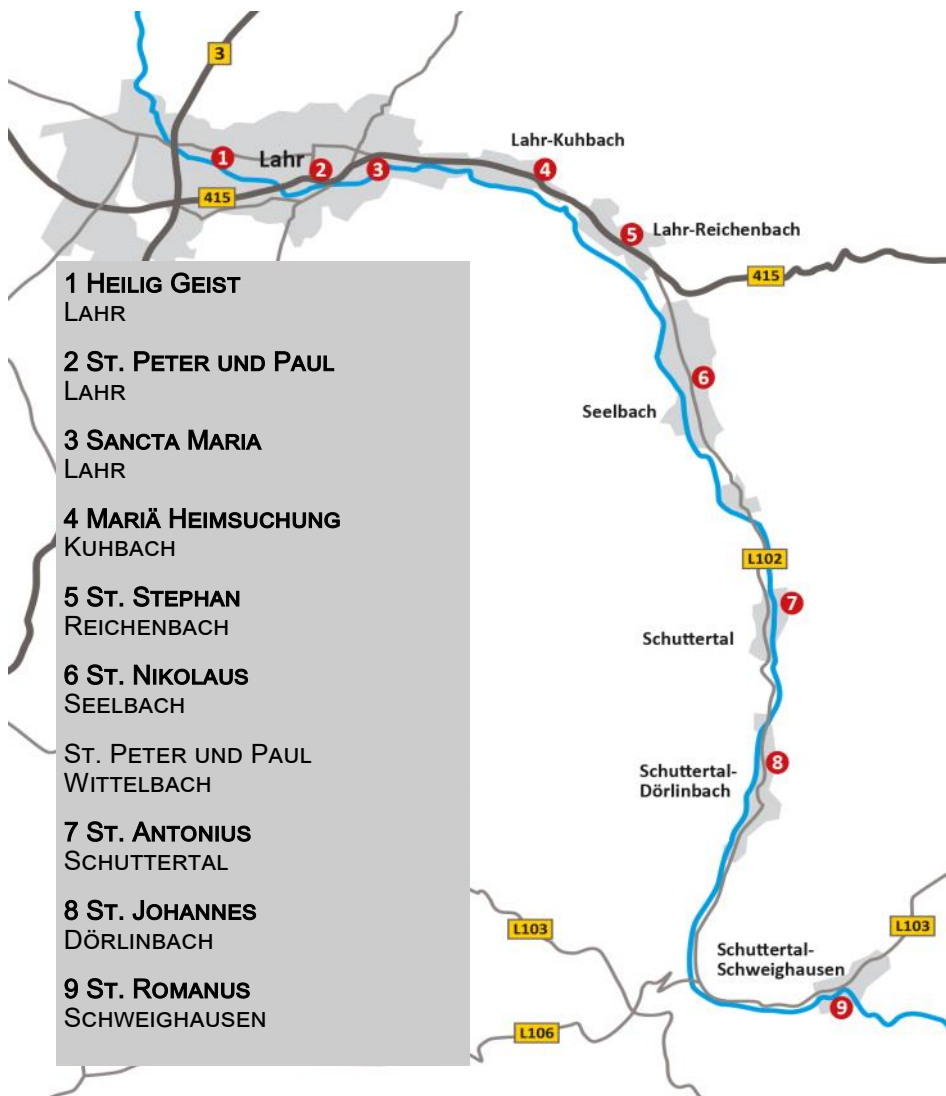 3
1
Lahr
2
3
415
Lahr-Kuhbach
4
5
Lahr-Reichenbach
415
1 HEILIG GEIST
LAHR
2 ST. PETER UND PAUL
LAHR
3 SANCTA MARIA
LAHR
4 MARIÄ HEIMSUCHUNG
KUHBACH
5 ST. STEPHAN
REICHENBACH
6 ST. NIKOLAUS
SEELBACH
ST. PETER UND PAUL
WITTELBACH
7 ST. ANTONIUS
SCHUTTERTAL
8 ST. JOHANNES
DÖRLINBACH
9 ST. ROMANUS
SCHWEIGHAUSEN
6
Seelbach
L102
7
Schuttertal
8
Schuttertal-
Dörlinbach
L103
L103
Schuttertal-
Schweighausen
9
L106